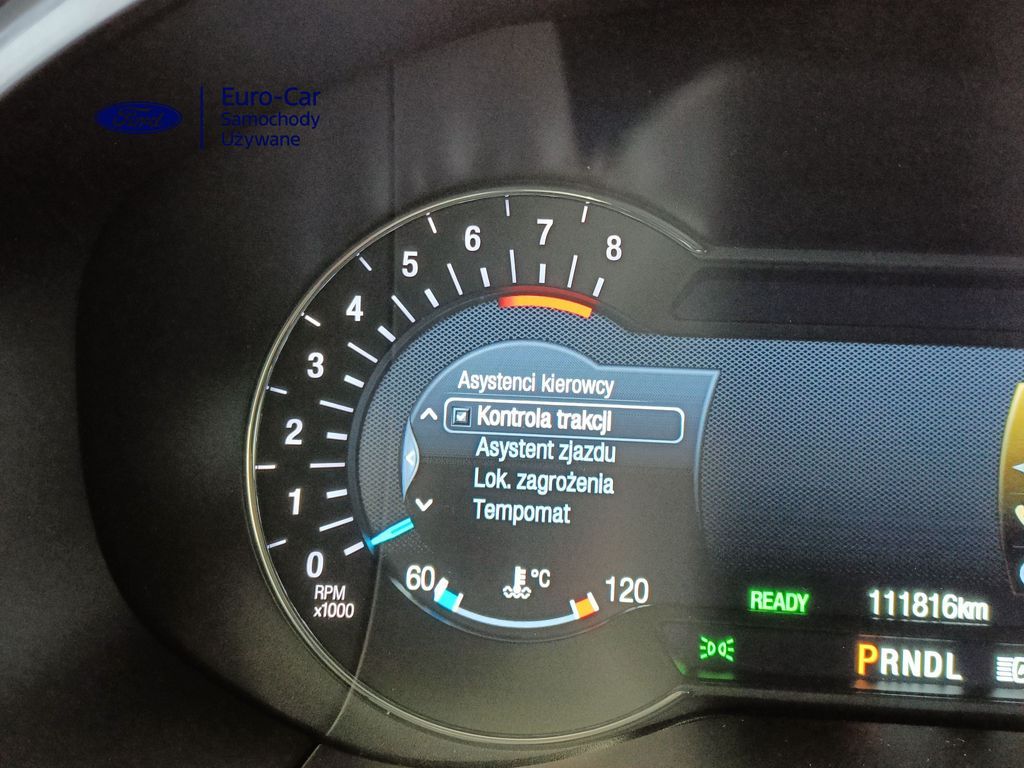 Ford
Euro-Car
Samochody
Używane
0
1
2
3
4
5
6
7
8
RPM
x1000
Asystenci kierowcy
Kontrola trakcji
Asystent zjazdu
Lok. zagrożenia
Tempomat
60
°C
120
READY
111816km
PRNDL